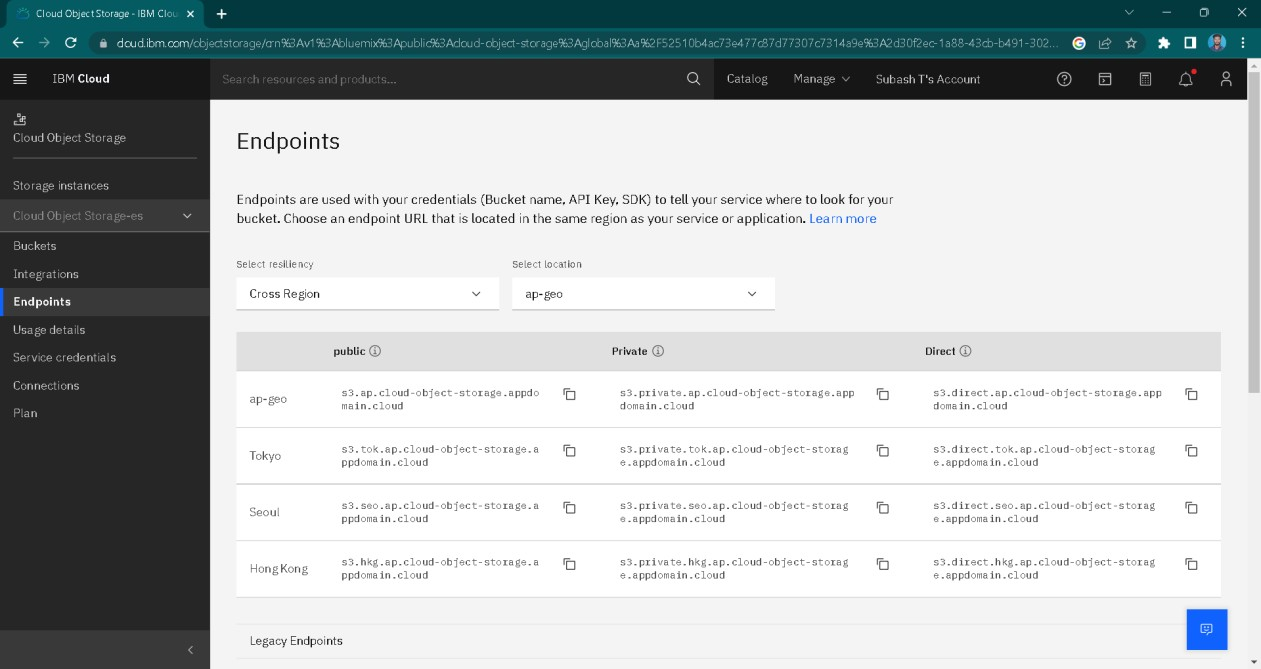 Cloud Object Storage - IBM Clou
cloud.ibm.com/objectstorage/crn%3Av1%3Abluemix%3Apublic%3Acloud-object-storage%3Aglobal%3Aa%2F52510b4ac73e477c87d77307c7314a9e%3A2d30f2ec-1a88-43cb-b491-302...
IBM Cloud
Search resources and products...
Catalog
Manage
Subash T's Account
Cloud Object Storage
Storage instances
Cloud Object Storage-es
Buckets
Integrations
Endpoints
Usage details
Service credentials
Connections
Plan
Endpoints
Endpoints are used with your credentials (Bucket name, API Key, SDK) to tell your service where to look for your
bucket. Choose an endpoint URL that is located in the same region as your service or application. Learn more
Select resiliency
Select location
Cross Region
ap-geo
public
Private
Direct
ap-geo
s3.ap.cloud-object-storage.appdo
main.cloud
s3.private.ap.cloud-object-storage.app
domain.cloud
s3.direct.ap.cloud-object-storage.app
domain.cloud
Tokyo
s3.tok.ap.cloud-object-storage.a
ppdomain.cloud
s3.private.tok.ap.cloud-object-storag
e.appdomain.cloud
s3.direct.tok.ap.cloud-object-storag
e.appdomain.cloud
Seoul
s3.seo.ap.cloud-object-storage.a
ppdomain.cloud
s3.private.seo.ap.cloud-object-storag
e.appdomain.cloud
s3.direct.seo.ap.cloud-object-storag
e.appdomain.cloud
Hong Kong
s3.hkg.ap.cloud-object-storage.a
ppdomain.cloud
s3.private.hkg.ap.cloud-object-storag
e.appdomain.cloud
s3.direct.hkg.ap.cloud-object-storag
e.appdomain.cloud
Legacy Endpoints